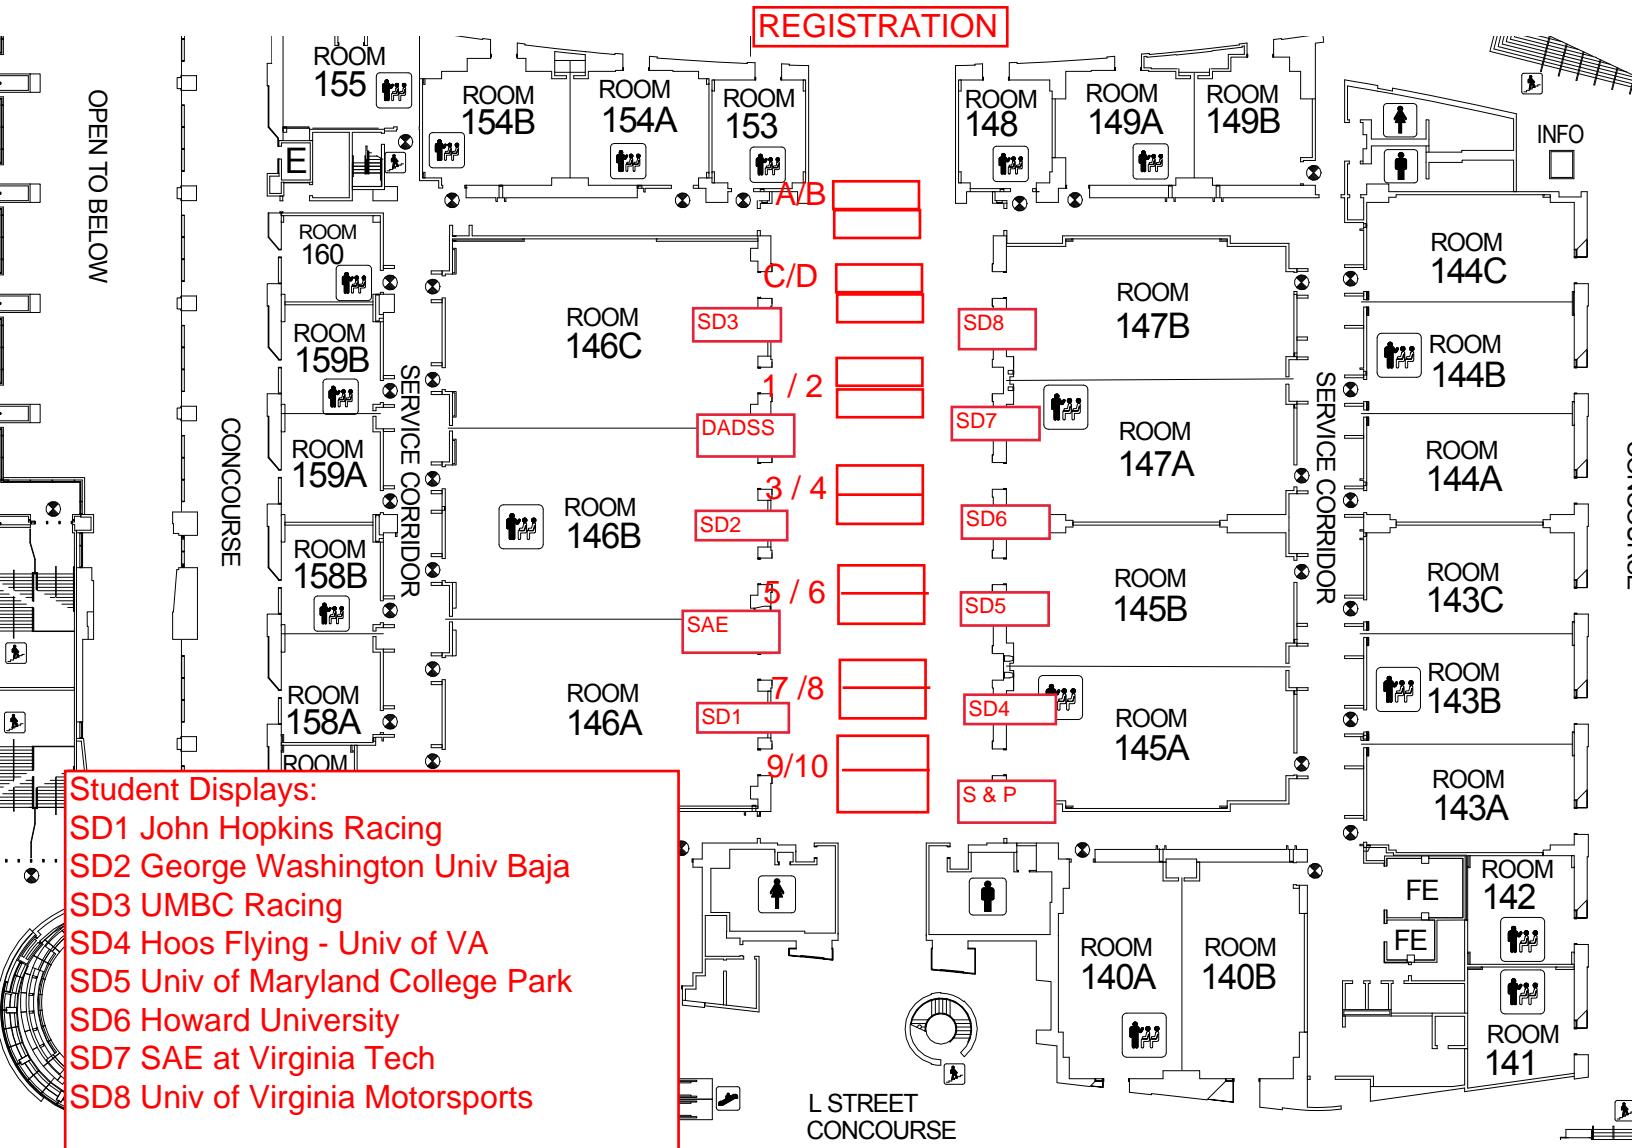 REGISTRATION
ROOM
155
ROOM
154B
ROOM
154A
ROOM
153
ROOM
148
ROOM
149A
ROOM
149B
INFO
E
OPEN TO BELOW
A/B
ROOM
160
C/D
ROOM
144C
ROOM
147B
ROOM
146C
SD3
SD8
ROOM
159B
ROOM
144B
1 / 2
SERVICE CORRIDOR
SERVICE CORRIDOR
CONCOURSE
DADSS
SD7
ROOM
147A
ROOM
159A
ROOM
144A
3 / 4
ROOM
146B
SD2
SD6
ROOM
158B
5 / 6
ROOM
145B
ROOM
143C
SD5
SAE
ROOM
158A
ROOM
146A
7 /8
SD1
SD4
ROOM
145A
ROOM
143B
ROOM
9/10
S & P
ROOM
143A
Student Displays:
SD1 John Hopkins Racing
SD2 George Washington Univ Baja
SD3 UMBC Racing
SD4 Hoos Flying - Univ of VA
SD5 Univ of Maryland College Park
SD6 Howard University
SD7 SAE at Virginia Tech
SD8 Univ of Virginia Motorsports
FE
FE
ROOM
142
ROOM
140A
ROOM
140B
ROOM
141
L STREET
CONCOURSE